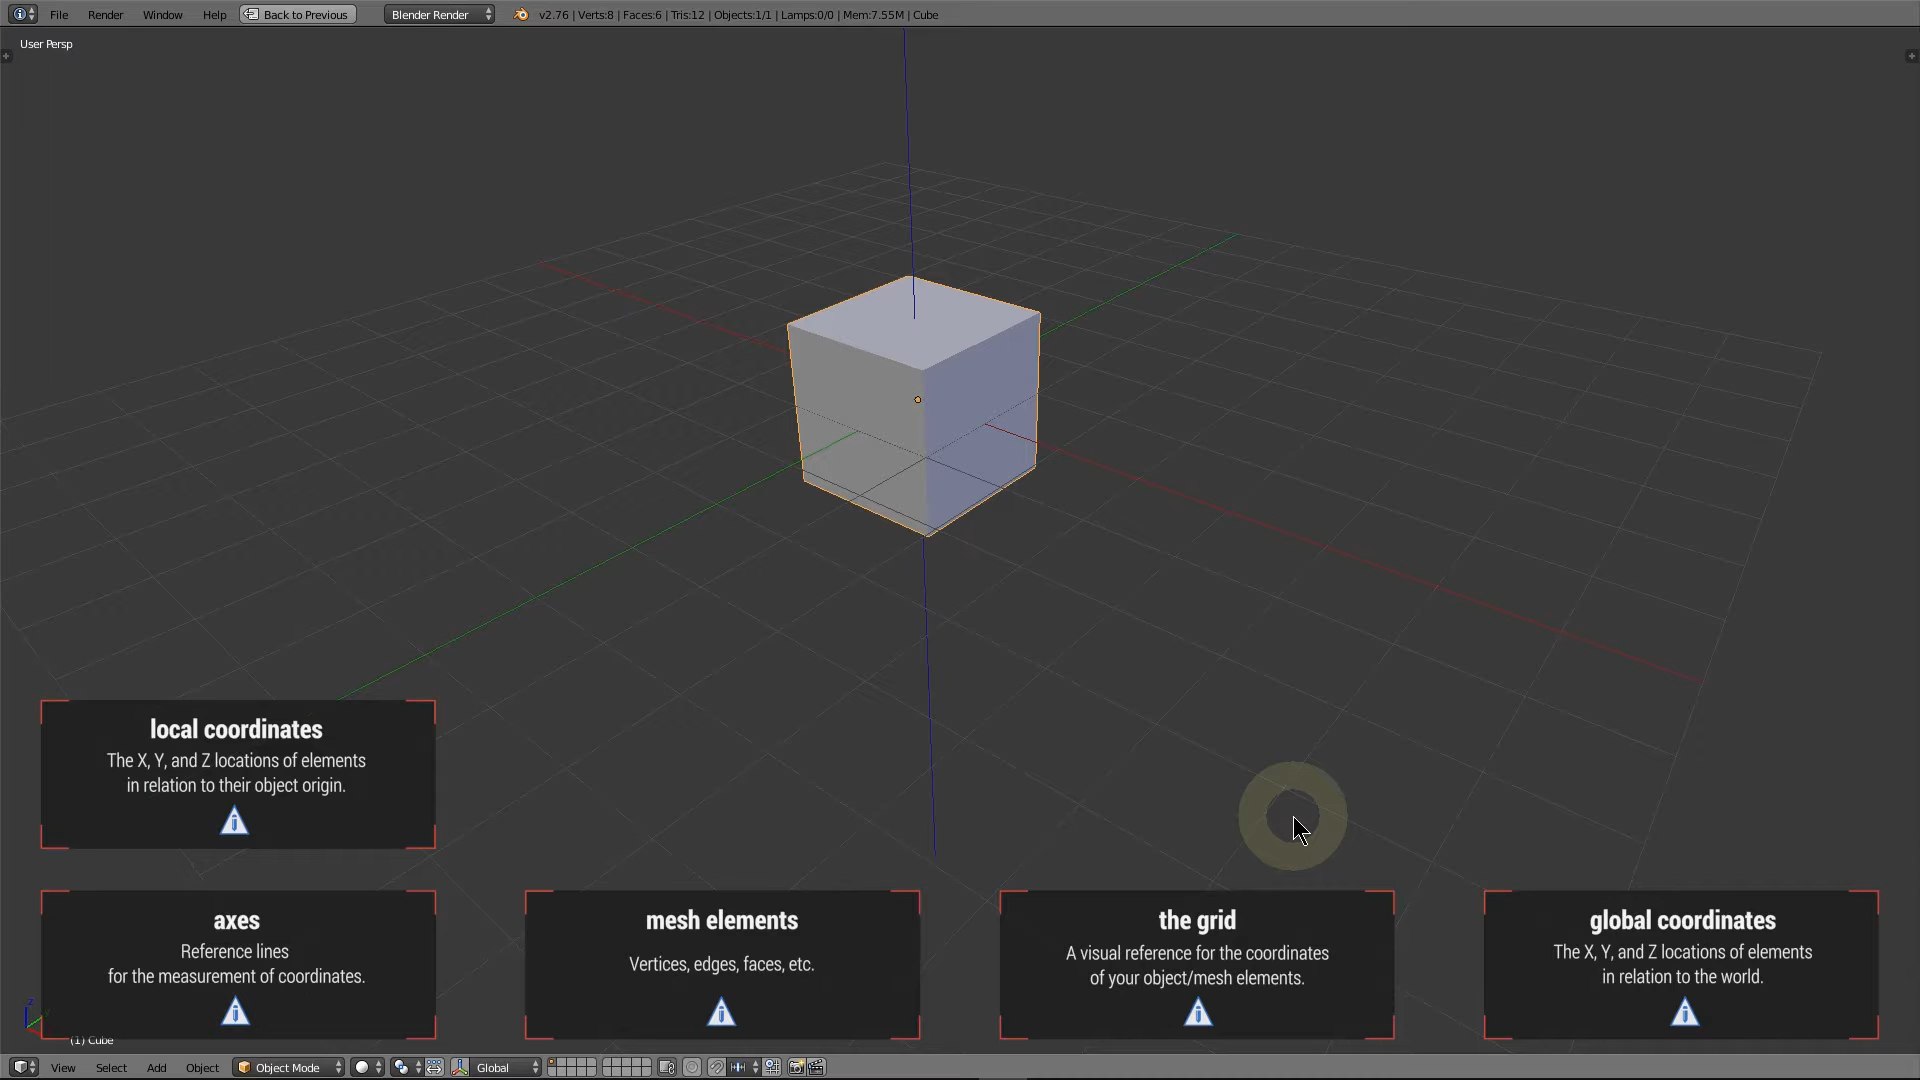 File Render Window Help Back to Previous Blender Render v2.76 | Verts:8 | Faces:6 | Tris:12 | Objects:1/1 | Lamps:0/0 | Mem:7.55M | Cube
User Persp
local coordinates
The X, Y, and Z locations of elements
in relation to their object origin.
axes
Reference lines
for the measurement of coordinates.
mesh elements
Vertices, edges, faces, etc.
the grid
A visual reference for the coordinates
of your object/mesh elements.
global coordinates
The X, Y, and Z locations of elements
in relation to the world.
z
(1) Cube
View Select Add Object Object Mode Global